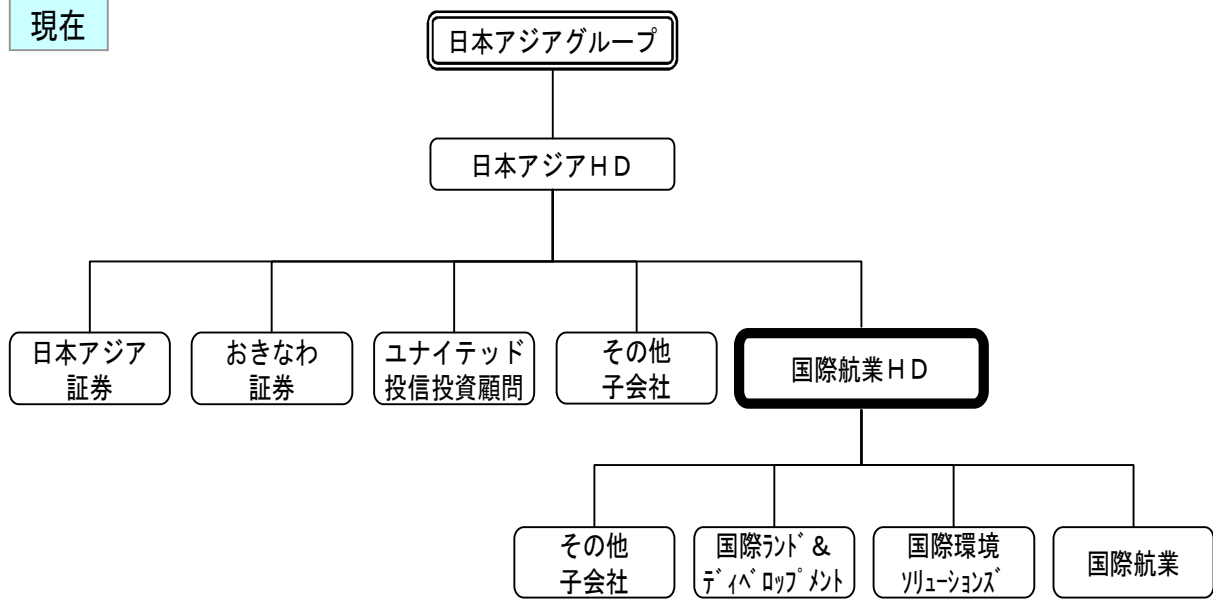 現在
日本アジアグループ
日本アジアＨＤ
日本アジア
証券
おきなわ
証券
ユナイテッド
投信投資顧問
その他
子会社
国際航業ＨＤ
その他
子会社
国際ﾗﾝﾄﾞ＆
ﾃﾞｨﾍﾞﾛｯﾌﾟﾒﾝﾄ
国際環境
ｿﾘｭｰｼｮﾝｽﾞ
国際航業